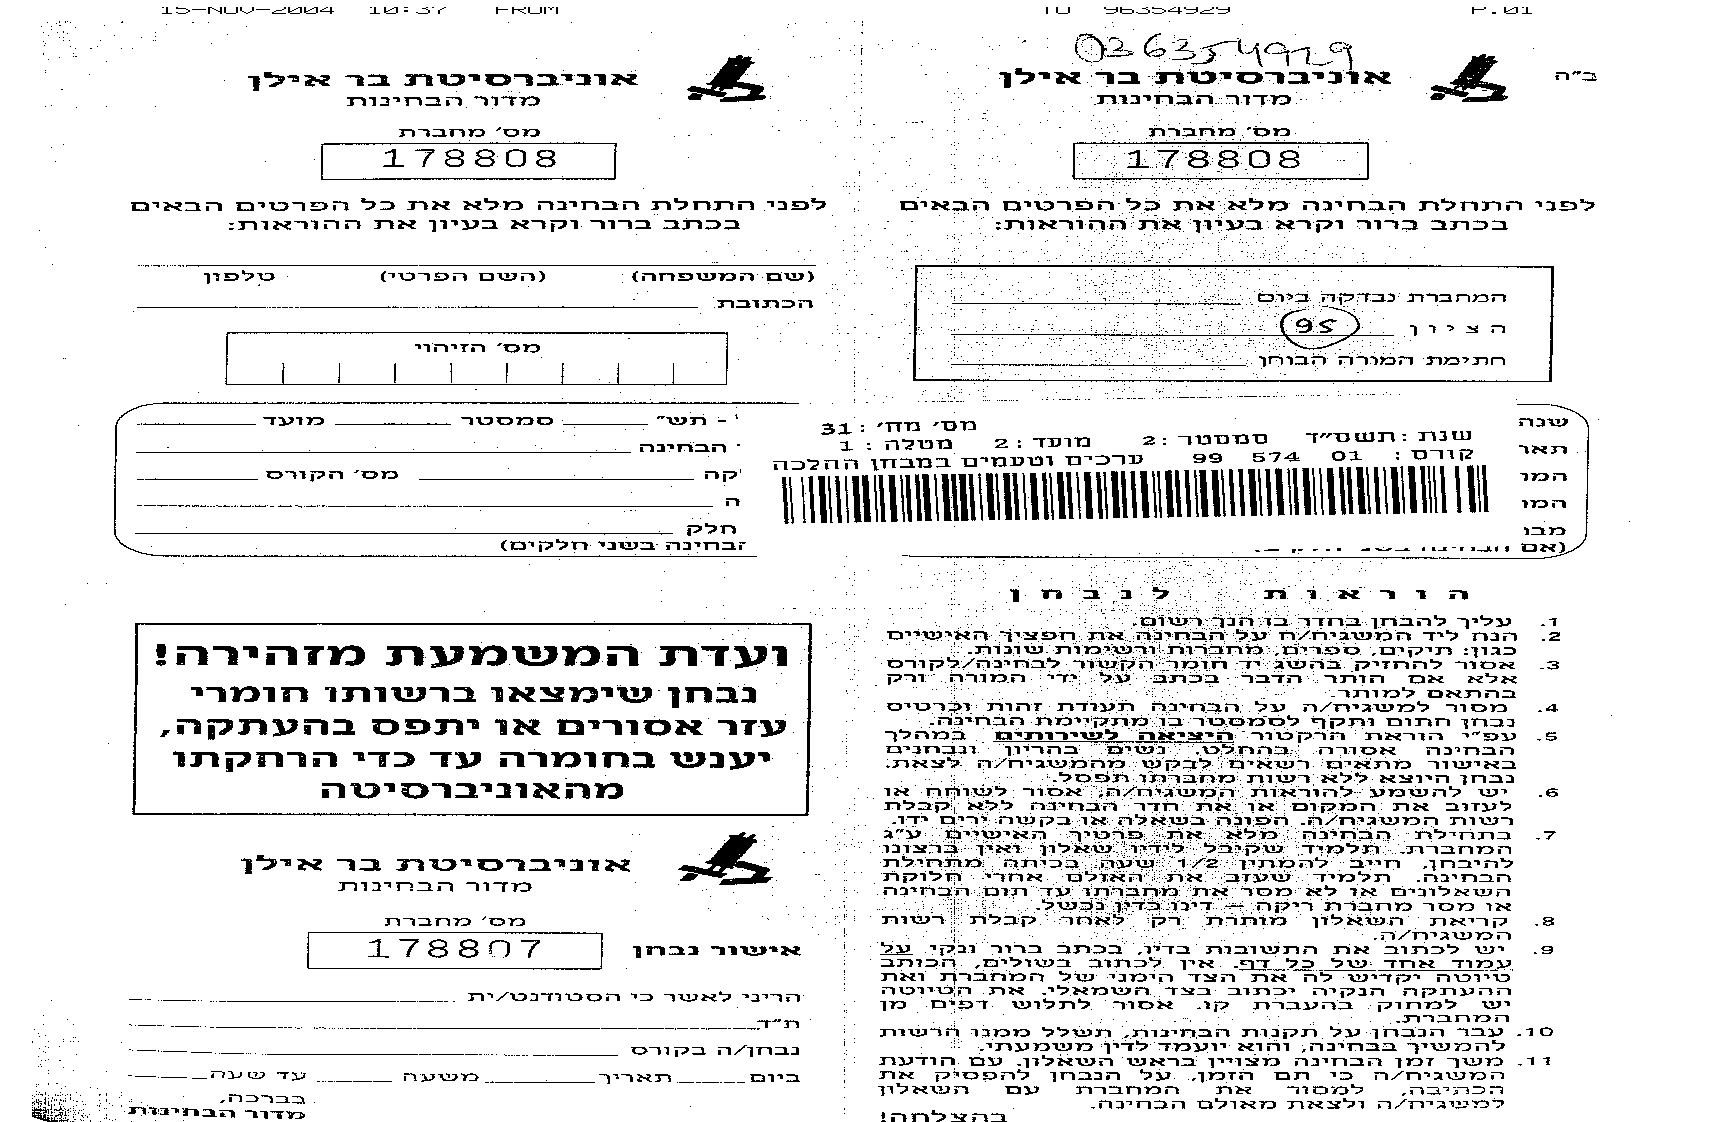 15-NOV-2004 10:37 FROM TO 96354929 P.01
036354929
ב"ה
אוניברסיטת בר אילן
מדור הבחינות
מס' מחברת
178808
לפני התחלת הבחינה מלא את כל הפרטים הבאים
בכתב ברור וקרא בעיון את ההוראות:
המחברת נבדקה ביום
הציון 95
חתימת המורה הבוחן
שנה
תאר
המו
המו
מבו
מס' מח': 31
שנת: תשס"ד סמסטר: 2 מועד: 2 מטלה: 1
קורס: 01 574 99 ערכים וטעמים במבחן ההלכה
הוראות לנבחן
1. עליך להבחן בחדר בו הנך רשום.
2. הנח ליד המשגיח/ה על הבחינה את חפציך האישיים
כגון: תיקים, ספרים, מחברות ורשימות שונות.
3. אסור להחזיק בהשג יד חומר הקשור לבחינה/לקורס
אלא אם הותר הדבר בכתב על ידי המורה ורק
בהתאם למותר.
4. מסור למשגיח/ה על הבחינה תעודת זהות וכרטיס
נבחן חתום ותקף לסמסטר בו מתקיימת הבחינה.
5. עפ"י הוראת הרקטור היציאה לשירותים במהלך
הבחינה אסורה בהחלט. נשים בהריון ונבחנים
באישור מתאים רשאים לבקש מהמשגיח/ה לצאת.
נבחן היוצא ללא רשות מחברתו תפסל.
6. יש להשמע להוראות המשגיח/ה, אסור לשוחח או
לעזוב את המקום או את חדר הבחינה ללא קבלת
רשות המשגיח/ה. הפונה בשאלה או בקשה ירים ידו.
7. בתחילת הבחינה מלא את פרטיך האישיים ע"ג
המחברת. תלמיד שקיבל לידיו שאלון ואין ברצונו
להיבחן, חייב להמתין 1/2 שעה בכיתה מתחילת
הבחינה. תלמיד שעזב את האולם אחרי חלוקת
השאלונים או לא מסר את מחברתו עד תום הבחינה
או מסר מחברת ריקה – דינו כדין נכשל.
8. קריאת השאלון מותרת רק לאחר קבלת רשות
המשגיח/ה.
9. יש לכתוב את התשובות בדיו, בכתב ברור ונקי על
עמוד אחד של כל דף. אין לכתוב בשולים, הכותב
טיוטה יקדיש לה את הצד הימני של המחברת ואת
ההעתקה הנקיה יכתוב בצד השמאלי. את הטיוטה
יש למחוק בהעברת קו. אסור לתלוש דפים מן
המחברת.
10. עבר הנבחן על תקנות הבחינות, תשלל ממנו הרשות
להמשיך בבחינה, והוא יועמד לדין משמעתי.
11. משך זמן הבחינה מצויין בראש השאלון, עם הודעת
המשגיח/ה כי תם הזמן, על הנבחן להפסיק את
הכתיבה, למסור את המחברת עם השאלון
למשגיח/ה ולצאת מאולם הבחינה.
בהצלחה!
אוניברסיטת בר אילן
מדור הבחינות
מס' מחברת
178808
לפני התחלת הבחינה מלא את כל הפרטים הבאים
בכתב ברור וקרא בעיון את ההוראות:
(שם המשפחה) (השם הפרטי) טלפון
הכתובת
מס' הזיהוי
- תש" סמסטר מועד
הבחינה
קה מס' הקורס
ה
חלק
הבחינה בשני חלקים)
ועדת המשמעת מזהירה!
נבחן שימצאו ברשותו חומרי
עזר אסורים או יתפס בהעתקה,
יענש בחומרה עד כדי הרחקתו
מהאוניברסיטה
אוניברסיטת בר אילן
מדור הבחינות
מס' מחברת
אישור נבחן 178807
הריני לאשר כי הסטודנט/ית
ת"ד
נבחן/ה בקורס
ביום תאריך משעה עד שעה
בברכה,
מדור הבחינות